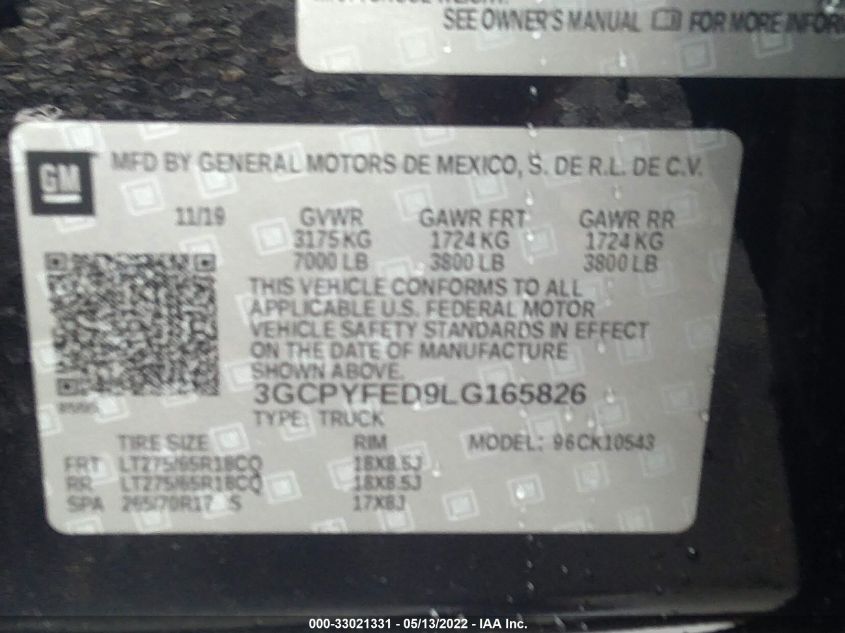 SEE OWNER'S MANUAL FOR MORE INFOR
GM
MFD BY GENERAL MOTORS DE MEXICO, S. DE R.L. DE C.V.
11/19 GVWR GAWR FRT GAWR RR
3175 KG 1724 KG 1724 KG
7000 LB 3800 LB 3800 LB
THIS VEHICLE CONFORMS TO ALL
APPLICABLE U.S. FEDERAL MOTOR
VEHICLE SAFETY STANDARDS IN EFFECT
ON THE DATE OF MANUFACTURE
SHOWN ABOVE.
3GCPYFED9LG165826
TYPE: TRUCK
TIRE SIZE RIM MODEL: 96CK10543
FRT LT275/65R18CQ 18X8.5J
RR LT275/65R18CQ 18X8.5J
SPA 265/70R17 S 17X8J
000-33021331 - 05/13/2022 - IAA Inc.